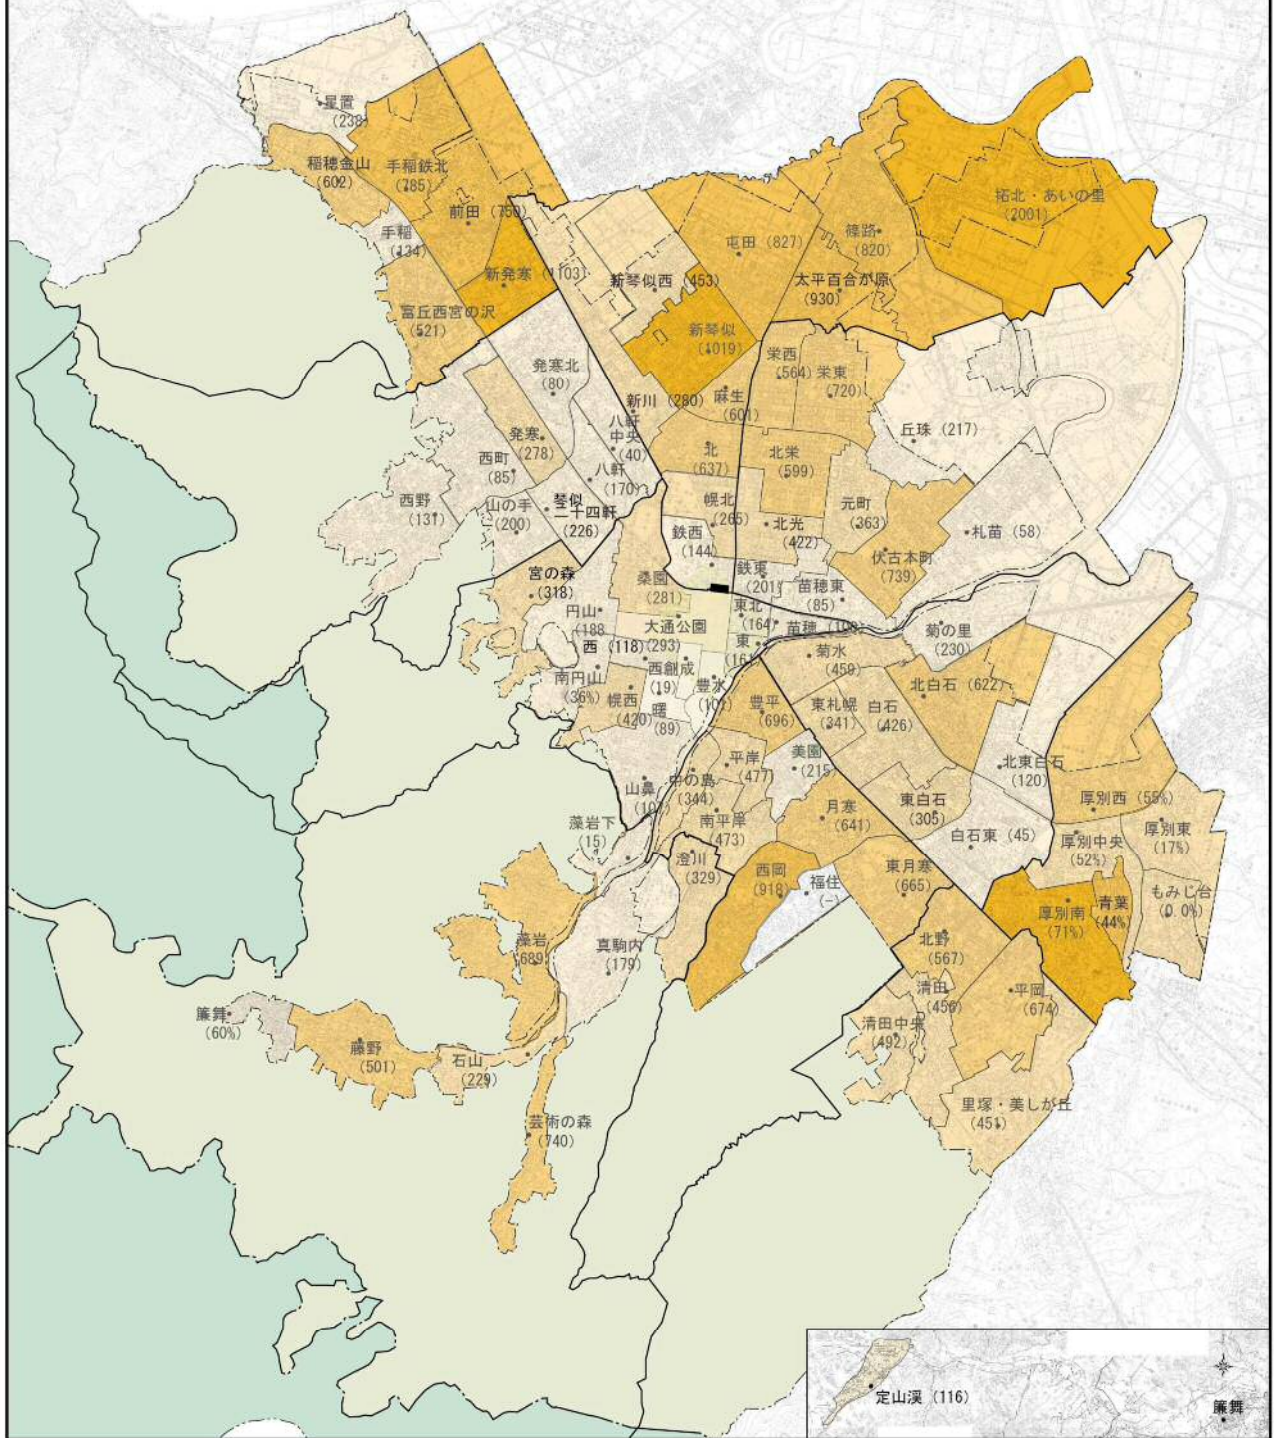 星置
(238)
稲穂金山
(602)
手稲鉄北
(785)
前田 (750)
手稲
(134)
新発寒 (1103)
富丘西宮の沢
(521)
拓北・あいの里
(2001)
屯田 (827)
篠路
(820)
新琴似西 (453)
太平百合が原
(930)
新琴似
(1019)
栄西
(564)
栄東
(720)
発寒北
(80)
新川 (280)
麻生
(601)
八軒
中央
(40)
丘珠 (217)
発寒
(278)
西町
(85)
北
(637)
北栄
(599)
八軒
(170)
西野
(131)
山の手
(200)
琴似
二十四軒
(226)
幌北
(265)
元町
(363)
北光
(422)
鉄西
(144)
札苗 (58)
伏古本町
(739)
宮の森
(318)
桑園
(281)
鉄東
(201)
苗穂東
(85)
円山
(188
東北
(164)
大通公園
(293)
苗穂
菊の里
(230)
西 (118)
東
(161)
菊水
(459)
南円山
(36%)
西創成
(19)
豊水
北白石 (622)
幌西
(420)
曙
(89)
豊平
(696)
東札幌
(341)
白石
(426)
美園
(215)
平岸
(477)
北東白石
(120)
中の島
(344)
山鼻
東白石
(305)
厚別西 (55%)
藻岩下
(15)
南平岸
(473)
月寒
(641)
白石東 (45)
厚別中央
(52%)
厚別東
(17%)
澄川
(329)
西岡
(918)
福住
(-)
東月寒
(665)
もみじ台
(0.0%)
青葉
(44%)
厚別南
(71%)
藻岩
(689)
真駒内
(179)
北野
(567)
清田
(456)
平岡
(674)
簾舞
(60%)
清田中央
(492)
藤野
(501)
石山
(229)
里塚・美しが丘
(451)
芸術の森
(740)
定山渓 (116)
簾舞